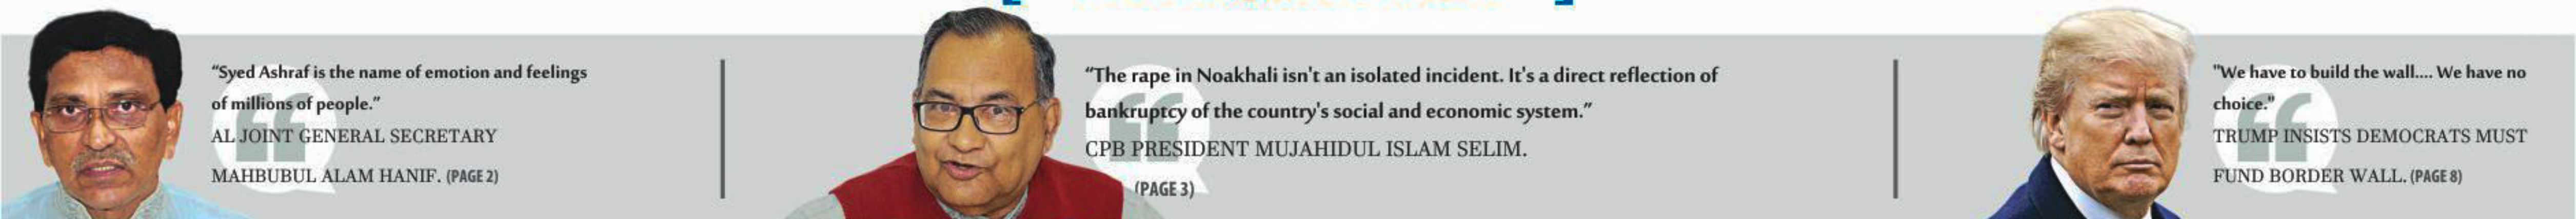 “Syed Ashraf is the name of emotion and feelings
of millions of people.”
AL JOINT GENERAL SECRETARY
MAHBUBUL ALAM HANIF. (PAGE 2)
“The rape in Noakhali isn't an isolated incident. It's a direct reflection of
bankruptcy of the country's social and economic system.”
CPB PRESIDENT MUJAHIDUL ISLAM SELIM.
(PAGE 3)
"We have to build the wall.... We have no
choice."
TRUMP INSISTS DEMOCRATS MUST
FUND BORDER WALL. (PAGE 8)